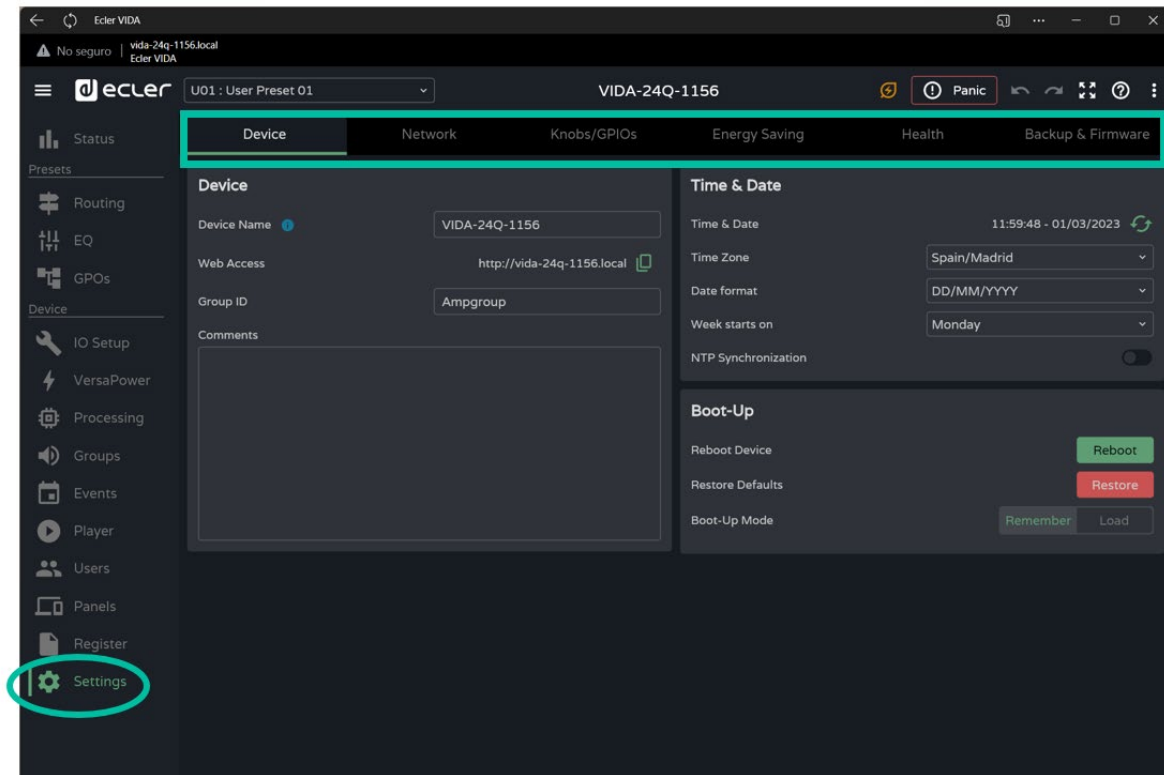 Ecler VIDA
No seguro
vida-24q-1156.local
Ecler VIDA
ecler
U01 : User Preset 01
VIDA-24Q-1156
Panic
Status
Presets
Routing
EQ
GPOs
Device
IO Setup
VersaPower
Processing
Groups
Events
Player
Users
Panels
Register
Settings
Device Network Knobs/GPIOs Energy Saving Health Backup & Firmware
Device
Device Name VIDA-24Q-1156
Web Access http://vida-24q-1156.local
Group ID Ampgroup
Comments
Time & Date
Time & Date 11:59:48 - 01/03/2023
Time Zone Spain/Madrid
Date format DD/MM/YYYY
Week starts on Monday
NTP Synchronization
Boot-Up
Reboot Device Reboot
Restore Defaults Restore
Boot-Up Mode Remember Load